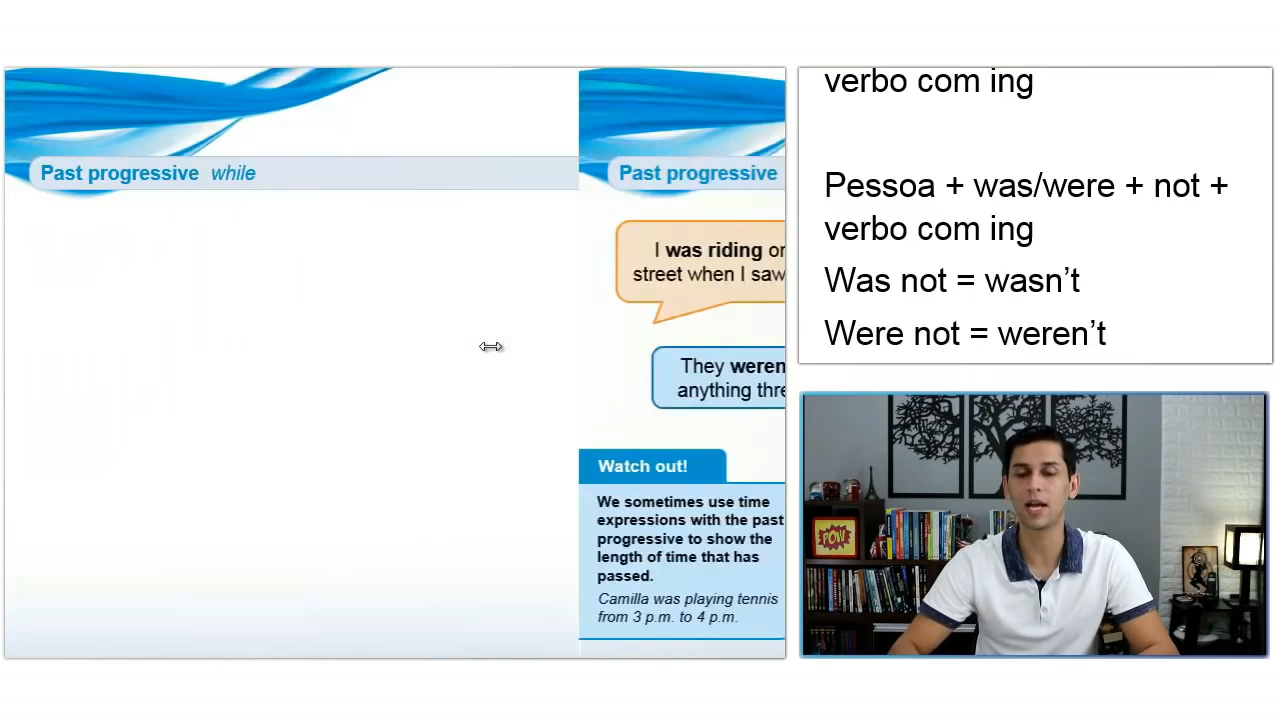 Past progressive while
Past progressive
I was riding or
street when I saw
They weren
anything thre
Watch out!
We sometimes use time
expressions with the past
progressive to show the
length of time that has
passed.
Camilla was playing tennis
from 3 p.m. to 4 p.m.
verbo com ing
Pessoa + was/were + not +
verbo com ing
Was not = wasn’t
Were not = weren’t
POW